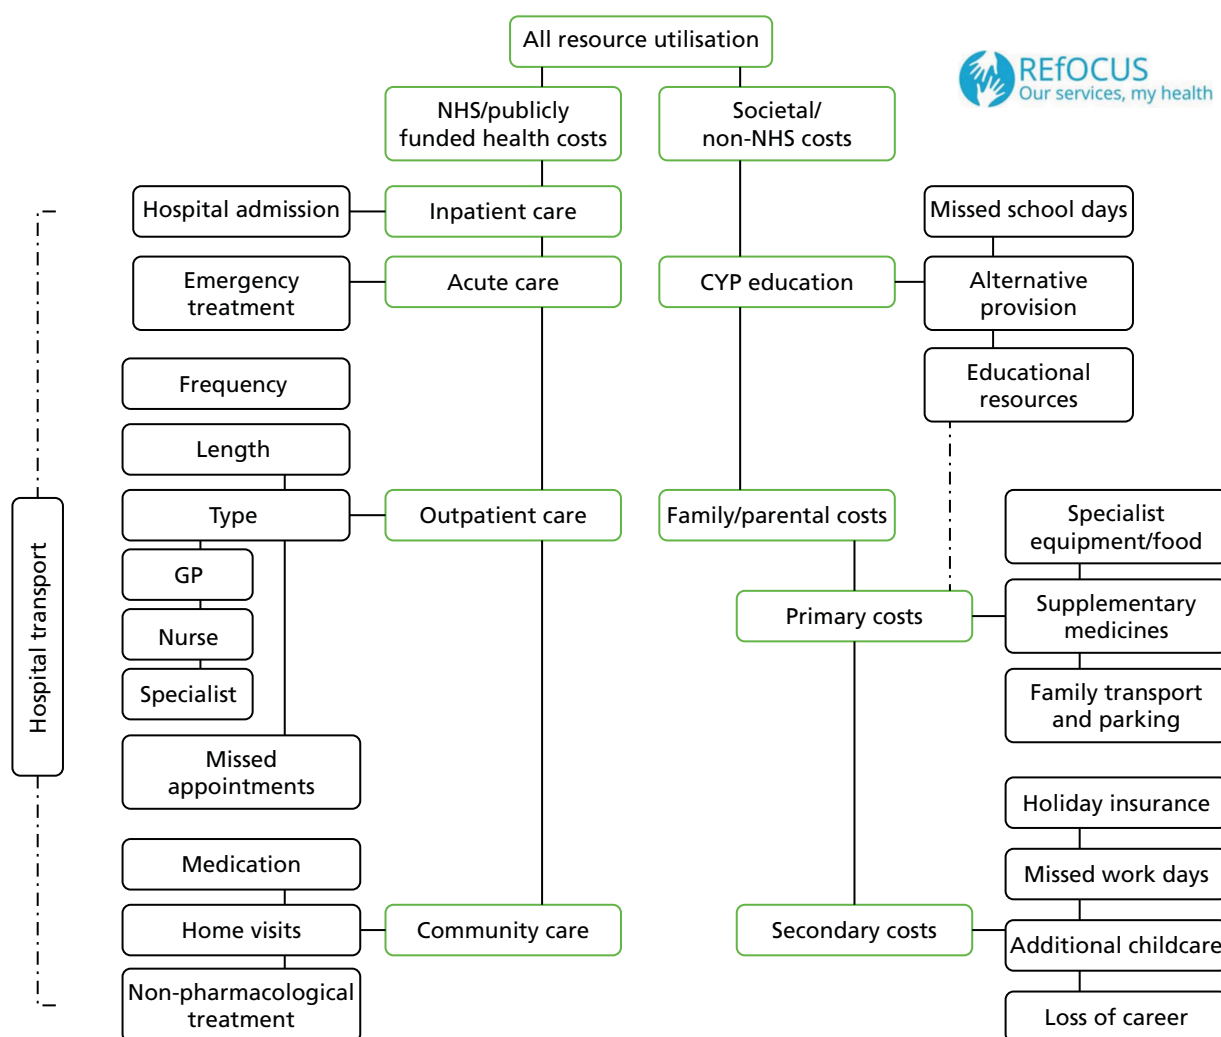 All resource utilisation
REfOCUS
Our services, my health
NHS/publicly
funded health costs
Societal/
non-NHS costs
Hospital admission
Inpatient care
Missed school days
Emergency
treatment
Acute care
CYP education
Alternative
provision
Frequency
Educational
resources
Length
Type
Outpatient care
Family/parental costs
Specialist
equipment/food
GP
Primary costs
Supplementary
medicines
Nurse
Specialist
Family transport
and parking
Hospital transport
Missed
appointments
Holiday insurance
Medication
Missed work days
Home visits
Community care
Secondary costs
Additional childcare
Non-pharmacological
treatment
Loss of career